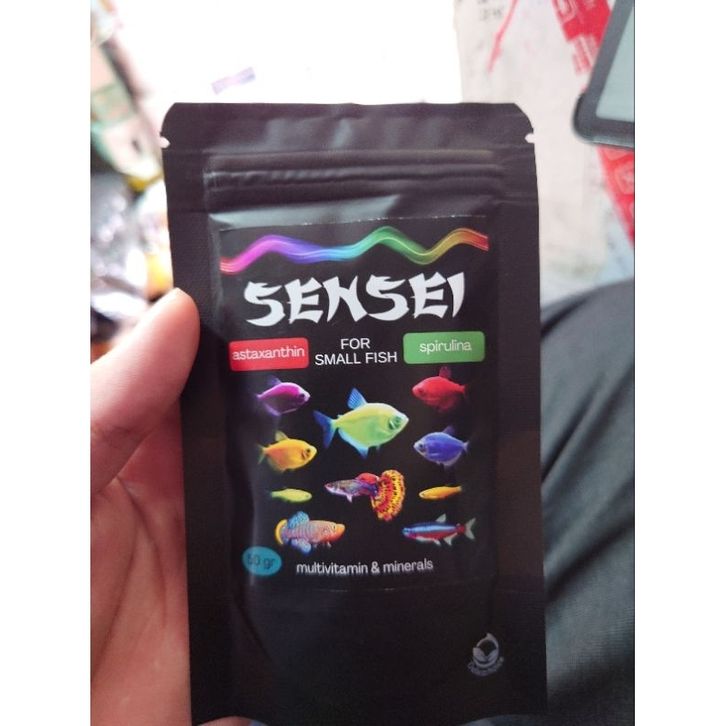 SENSEI
astaxanthin
FOR
SMALL FISH
spirulina
50 gr
multivitamin & minerals